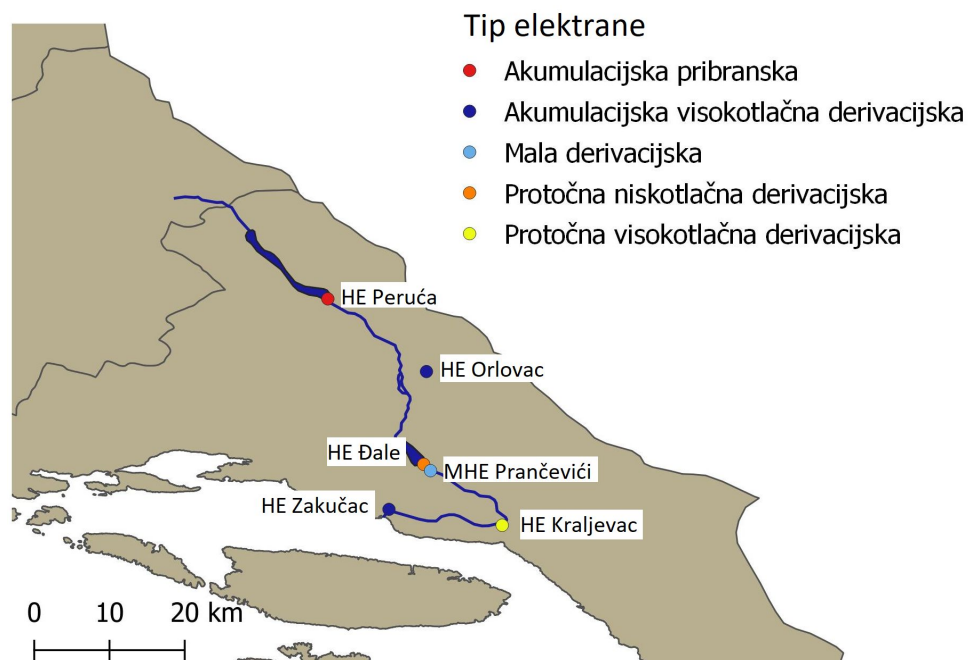 Tip elektrane
Akumulacijska pribranska
Akumulacijska visokotlačna derivacijska
Mala derivacijska
Protočna niskotlačna derivacijska
Protočna visokotlačna derivacijska
HE Peruća
HE Orlovac
HE Đale
MHE Prančevići
HE Zakučac
HE Kraljevac
0 10 20 km